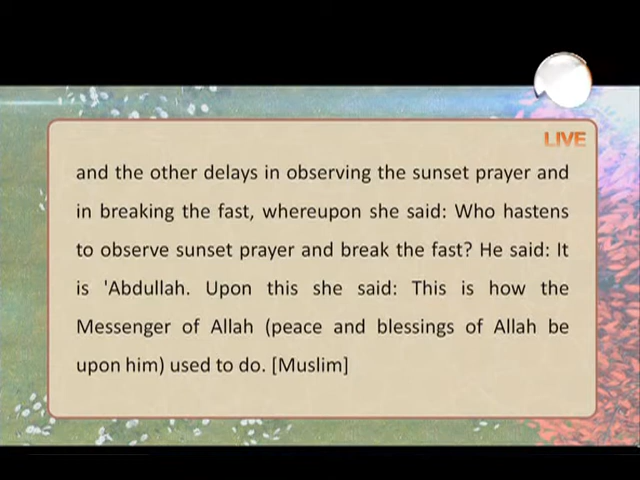 LIVE
and the other delays in observing the sunset prayer and
in breaking the fast, whereupon she said: Who hastens
to observe sunset prayer and break the fast? He said: It
is 'Abdullah. Upon this she said: This is how the
Messenger of Allah (peace and blessings of Allah be
upon him) used to do. [Muslim]